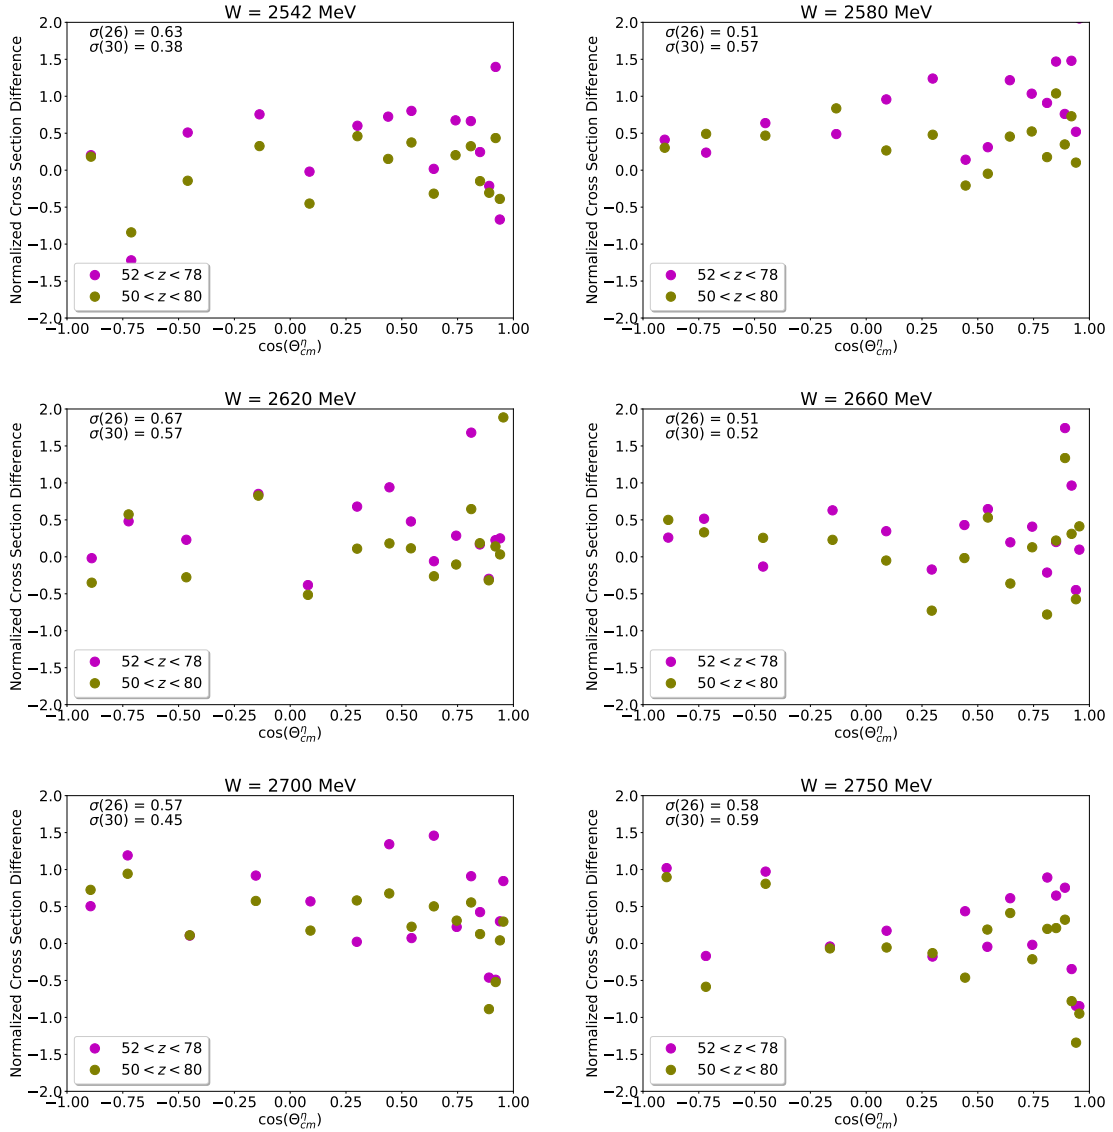 W = 2542 MeV
σ(26) = 0.63
σ(30) = 0.38
Normalized Cross Section Difference
2.0
1.5
1.0
0.5
0.0
−0.5
−1.0
−1.5
−2.0
52 < z < 78
50 < z < 80
−1.00 −0.75 −0.50 −0.25 0.00 0.25 0.50 0.75 1.00
cos(Θ^η_cm)
W = 2580 MeV
σ(26) = 0.51
σ(30) = 0.57
Normalized Cross Section Difference
2.0
1.5
1.0
0.5
0.0
−0.5
−1.0
−1.5
−2.0
52 < z < 78
50 < z < 80
−1.00 −0.75 −0.50 −0.25 0.00 0.25 0.50 0.75 1.00
cos(Θ^η_cm)
W = 2620 MeV
σ(26) = 0.67
σ(30) = 0.57
Normalized Cross Section Difference
2.0
1.5
1.0
0.5
0.0
−0.5
−1.0
−1.5
−2.0
52 < z < 78
50 < z < 80
−1.00 −0.75 −0.50 −0.25 0.00 0.25 0.50 0.75 1.00
cos(Θ^η_cm)
W = 2660 MeV
σ(26) = 0.51
σ(30) = 0.52
Normalized Cross Section Difference
2.0
1.5
1.0
0.5
0.0
−0.5
−1.0
−1.5
−2.0
52 < z < 78
50 < z < 80
−1.00 −0.75 −0.50 −0.25 0.00 0.25 0.50 0.75 1.00
cos(Θ^η_cm)
W = 2700 MeV
σ(26) = 0.57
σ(30) = 0.45
Normalized Cross Section Difference
2.0
1.5
1.0
0.5
0.0
−0.5
−1.0
−1.5
−2.0
52 < z < 78
50 < z < 80
−1.00 −0.75 −0.50 −0.25 0.00 0.25 0.50 0.75 1.00
cos(Θ^η_cm)
W = 2750 MeV
σ(26) = 0.58
σ(30) = 0.59
Normalized Cross Section Difference
2.0
1.5
1.0
0.5
0.0
−0.5
−1.0
−1.5
−2.0
52 < z < 78
50 < z < 80
−1.00 −0.75 −0.50 −0.25 0.00 0.25 0.50 0.75 1.00
cos(Θ^η_cm)